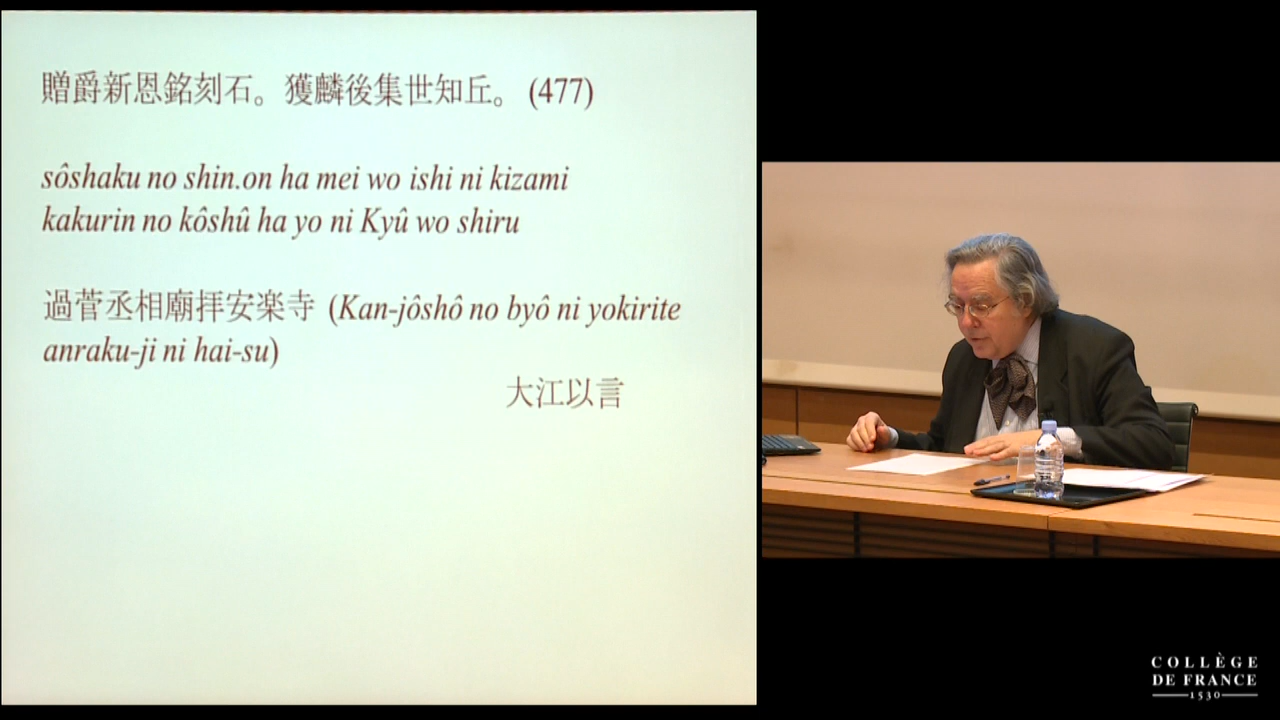 贈爵新恩銘刻石。獲麟後集世知丘。 (477)
sôshaku no shin.on ha mei wo ishi ni kizami
kakurin no kôshû ha yo ni Kyû wo shiru
過菅丞相廟拝安楽寺 (Kan-jôshô no byô ni yokirite
anraku-ji ni hai-su)
大江以言
COLLÈGE
DE FRANCE
1530